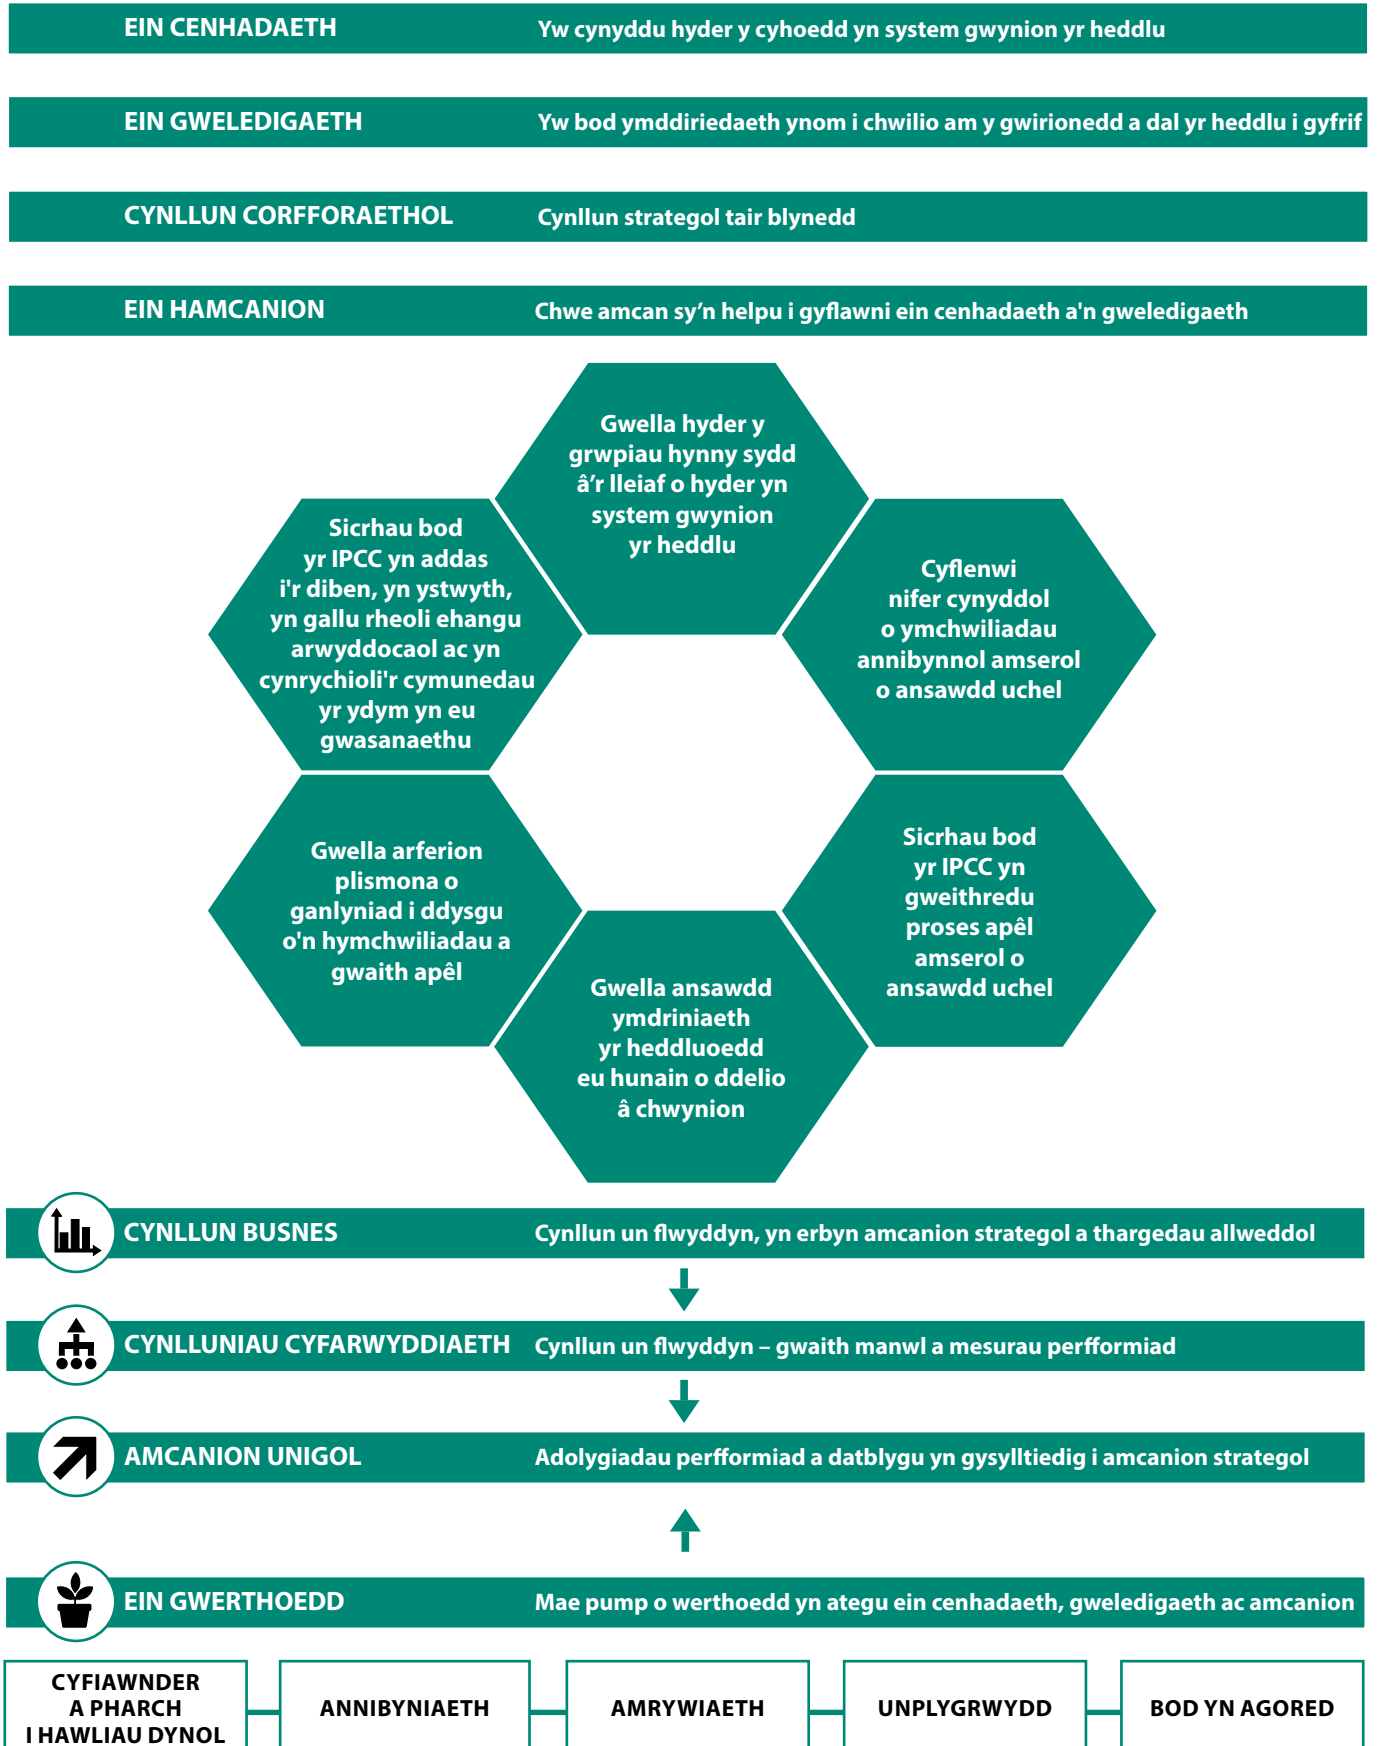 EIN CENHADAETH Yw cynyddu hyder y cyhoedd yn system gwynion yr heddlu
EIN GWELEDIGAETH Yw bod ymddiriedaeth ynom i chwilio am y gwirionedd a dal yr heddlu i gyfrif
CYNLLUN CORFFORAETHOL Cynllun strategol tair blynedd
EIN HAMCANION Chwe amcan sy’n helpu i gyflawni ein cenhadaeth a'n gweledigaeth
Gwella hyder y
grwpiau hynny sydd
â’r lleiaf o hyder yn
system gwynion
yr heddlu
Sicrhau bod
yr IPCC yn addas
i'r diben, yn ystwyth,
yn gallu rheoli ehangu
arwyddocaol ac yn
cynrychioli'r cymunedau
yr ydym yn eu
gwasanaethu
Cyflenwi
nifer cynyddol
o ymchwiliadau
annibynnol amserol
o ansawdd uchel
Gwella arferion
plismona o
ganlyniad i ddysgu
o'n hymchwiliadau a
gwaith apêl
Sicrhau bod
yr IPCC yn
gweithredu
proses apêl
amserol o
ansawdd uchel
Gwella ansawdd
ymdriniaeth
yr heddluoedd
eu hunain o ddelio
â chwynion
CYNLLUN BUSNES Cynllun un flwyddyn, yn erbyn amcanion strategol a thargedau allweddol
CYNLLUNIAU CYFARWYDDIAETH Cynllun un flwyddyn – gwaith manwl a mesurau perfformiad
AMCANION UNIGOL Adolygiadau perfformiad a datblygu yn gysylltiedig i amcanion strategol
EIN GWERTHOEDD Mae pump o werthoedd yn ategu ein cenhadaeth, gweledigaeth ac amcanion
CYFIAWNDER
A PHARCH
I HAWLIAU DYNOL
ANNIBYNIAETH
AMRYWIAETH
UNPLYGRWYDD
BOD YN AGORED